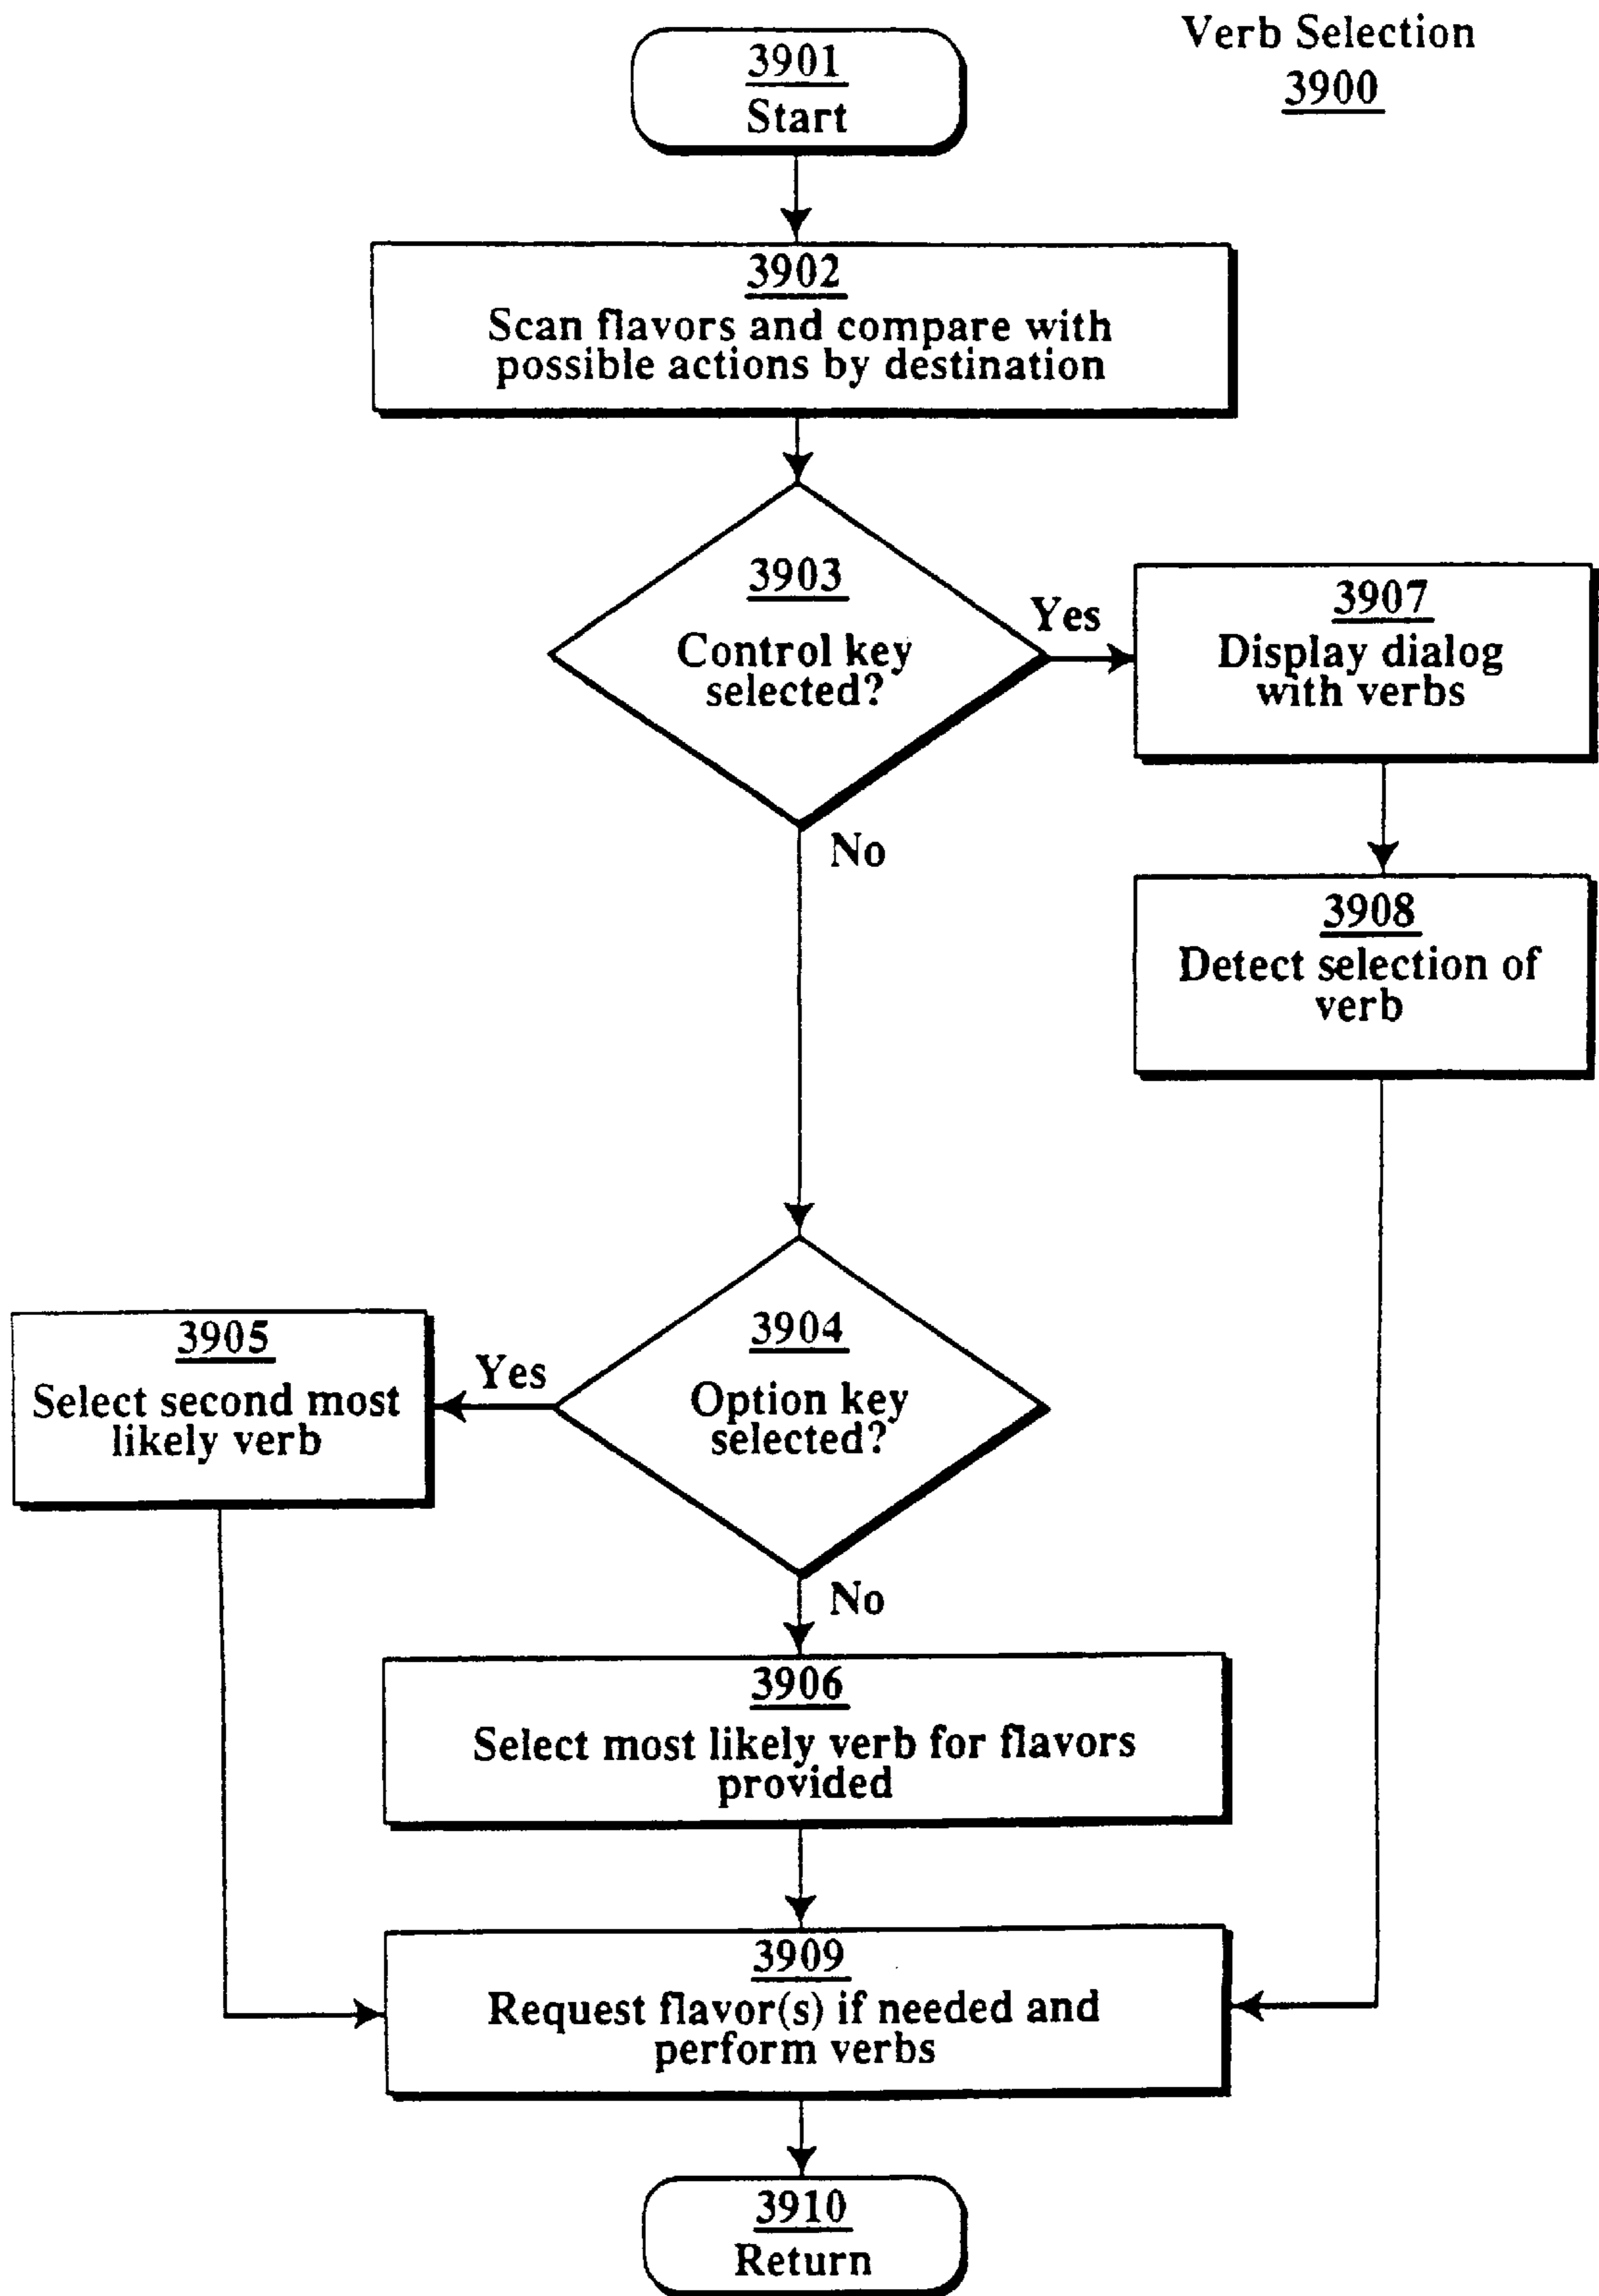 Verb Selection
3900
3901
Start
3902
Scan flavors and compare with
possible actions by destination
3903
Control key
selected?
Yes
No
3907
Display dialog
with verbs
3908
Detect selection of
verb
3904
Option key
selected?
Yes
No
3905
Select second most
likely verb
3906
Select most likely verb for flavors
provided
3909
Request flavor(s) if needed and
perform verbs
3910
Return